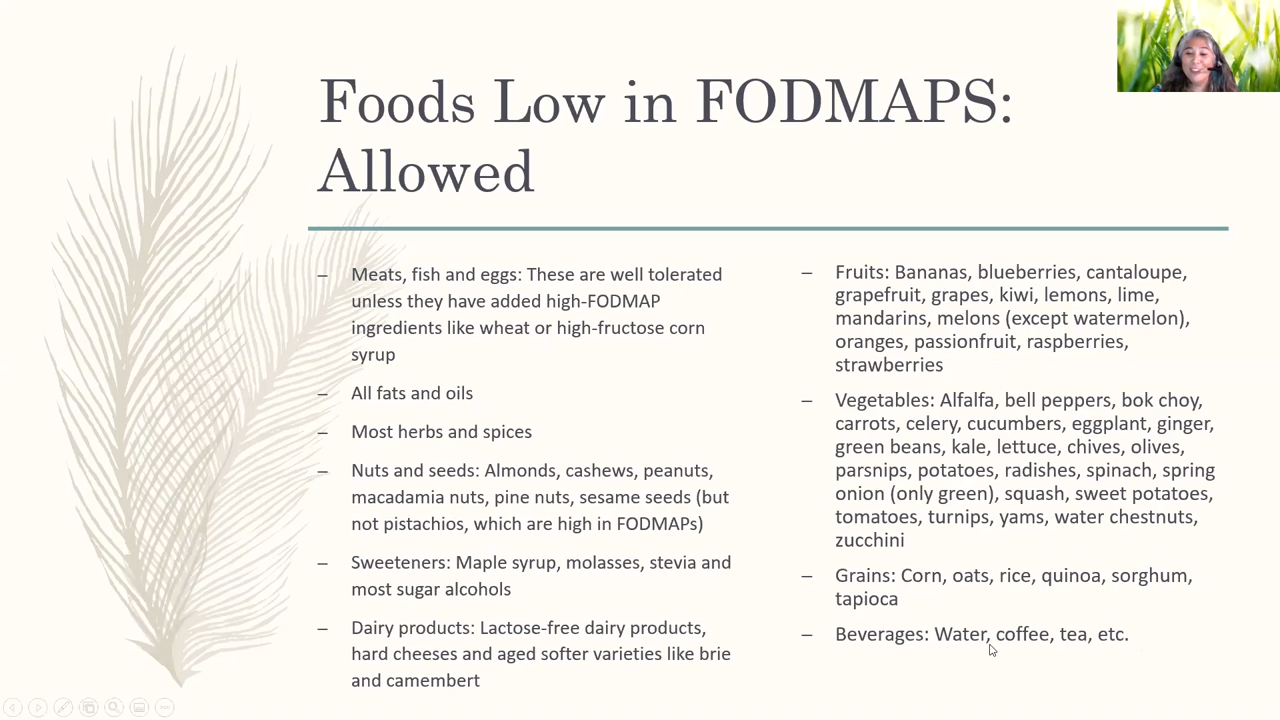 Foods Low in FODMAPS:
Allowed
– Meats, fish and eggs: These are well tolerated
unless they have added high-FODMAP
ingredients like wheat or high-fructose corn
syrup
– All fats and oils
– Most herbs and spices
– Nuts and seeds: Almonds, cashews, peanuts,
macadamia nuts, pine nuts, sesame seeds (but
not pistachios, which are high in FODMAPs)
– Sweeteners: Maple syrup, molasses, stevia and
most sugar alcohols
– Dairy products: Lactose-free dairy products,
hard cheeses and aged softer varieties like brie
and camembert
– Fruits: Bananas, blueberries, cantaloupe,
grapefruit, grapes, kiwi, lemons, lime,
mandarins, melons (except watermelon),
oranges, passionfruit, raspberries,
strawberries
– Vegetables: Alfalfa, bell peppers, bok choy,
carrots, celery, cucumbers, eggplant, ginger,
green beans, kale, lettuce, chives, olives,
parsnips, potatoes, radishes, spinach, spring
onion (only green), squash, sweet potatoes,
tomatoes, turnips, yams, water chestnuts,
zucchini
– Grains: Corn, oats, rice, quinoa, sorghum,
tapioca
– Beverages: Water, coffee, tea, etc.